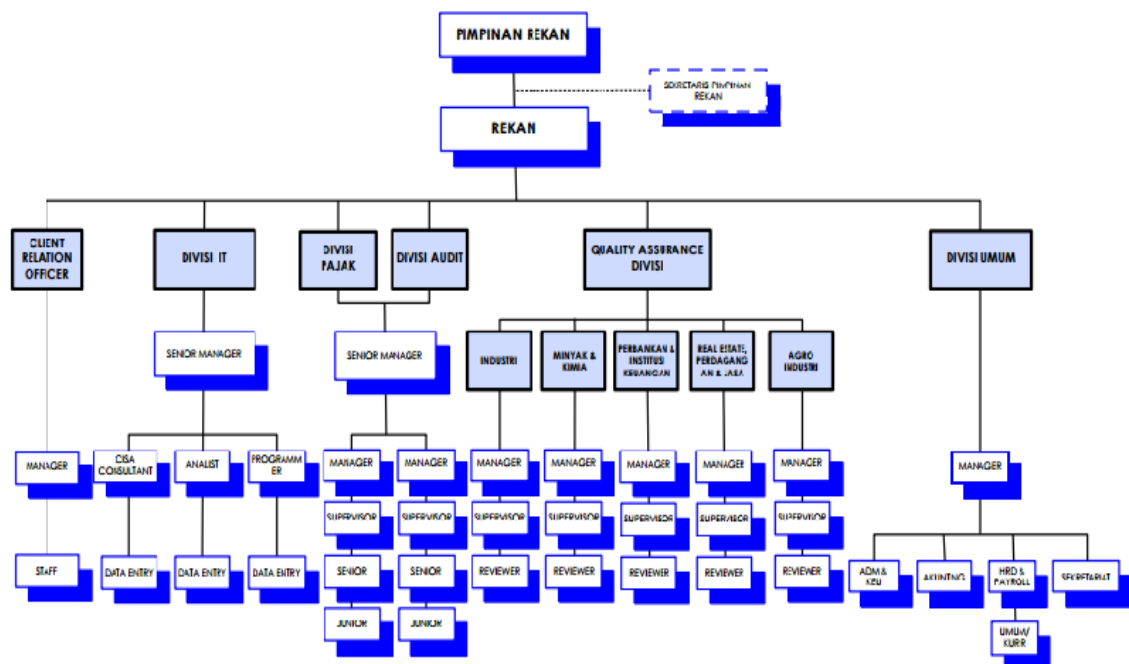 PIMPINAN REKAN
SEKRETARIS PIMPINAN
REKAN
REKAN
CLIENT
RELATION
OFFICER
DIVISI IT
DIVISI
PAJAK
DIVISI AUDIT
QUALITY ASSURANCE
DIVISI
DIVISI UMUM
SENIOR MANAGER
SENIOR MANAGER
INDUSTRI
MINYAK &
KIMIA
PERBANKAN &
INSTITUSI
KEUANGAN
REAL ESTATE,
PERDAGANG
AN & JASA
AGRO
INDUSTRI
MANAGER
CISA
CONSULTANT
ANALIST
PROGRAMM
ER
MANAGER
MANAGER
MANAGER
MANAGER
MANAGER
MANAGER
MANAGER
MANAGER
SUPERVISOR
SUPERVISOR
SUPERVISOR
SUPERVISOR
SUPERVISOR
SUPERVISOR
SUPERVISOR
STAFF
DATA ENTRY
DATA ENTRY
DATA ENTRY
SENIOR
SENIOR
REVIEWER
REVIEWER
REVIEWER
REVIEWER
REVIEWER
ADM &
KEU
AKUNTING
HRD &
PAYROLL
SEKRETARIAT
JUNIOR
JUNIOR
UMUM/
KURR